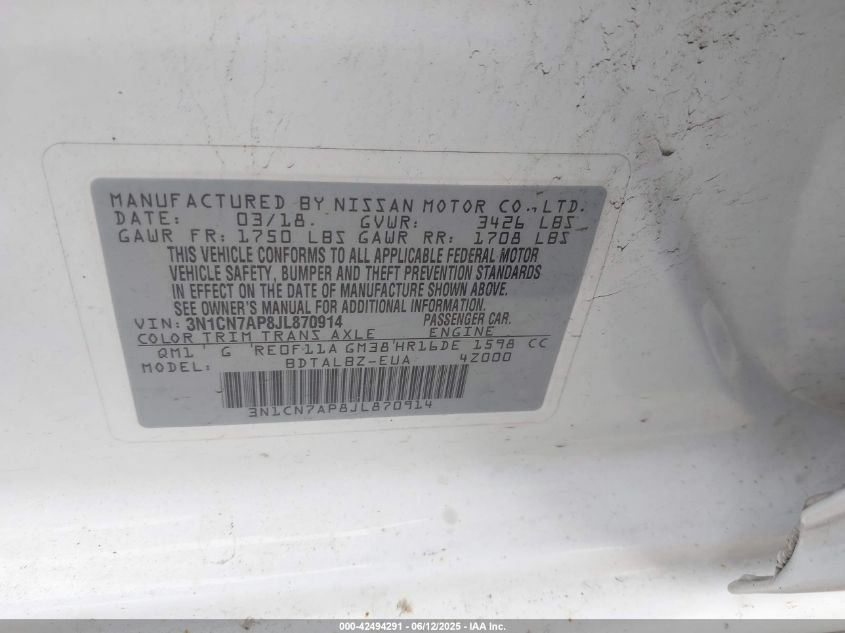 MANUFACTURED BY NISSAN MOTOR CO., LTD.
DATE: 03/18 GVWR: 3426 LBS
GAWR FR: 1750 LBS GAWR RR: 1708 LBS
THIS VEHICLE CONFORMS TO ALL APPLICABLE FEDERAL MOTOR
VEHICLE SAFETY, BUMPER AND THEFT PREVENTION STANDARDS
IN EFFECT ON THE DATE OF MANUFACTURE SHOWN ABOVE.
SEE OWNER'S MANUAL FOR ADDITIONAL INFORMATION.
VIN: 3N1CN7AP8JL870914 PASSENGER CAR.
COLOR TRIM TRANS AXLE ENGINE
QM1 G RE0F11A GM38 HR16DE 1598 CC
MODEL: BDTALBZ-EUA 4Z000
3N1CN7AP8JL870914
000-42494291 - 06/12/2025 - IAA Inc.